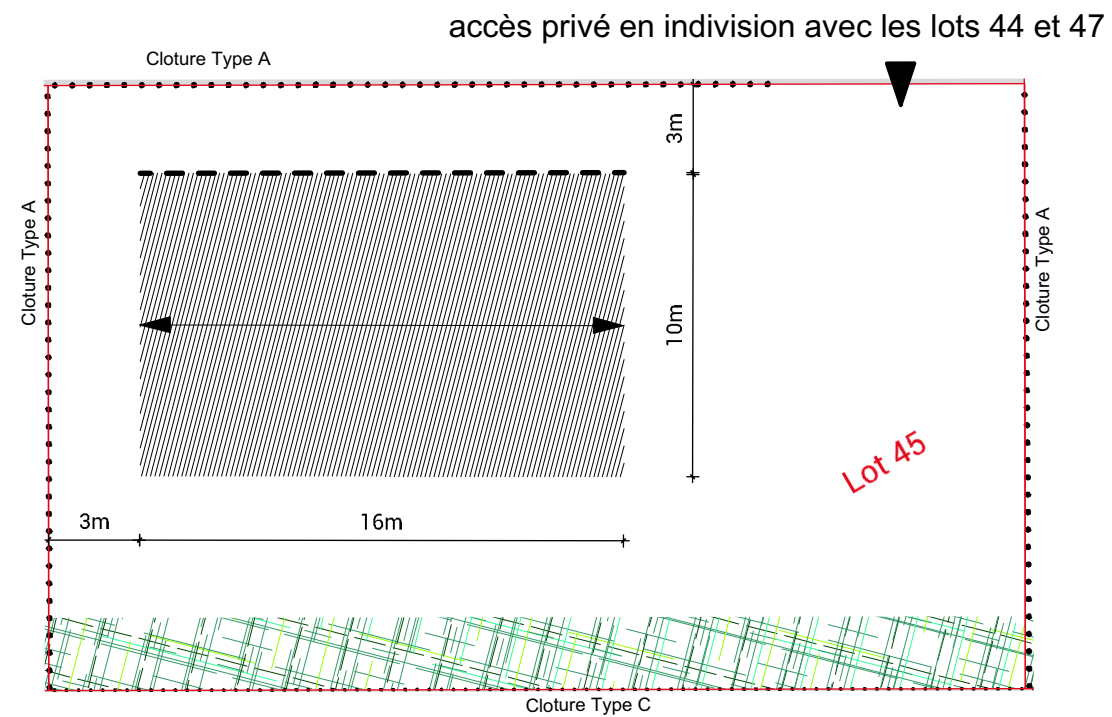 accès privé en indivision avec les lots 44 et 47
Cloture Type A
3m
Cloture Type A
Cloture Type A
10m
Lot 45
3m
16m
Cloture Type C